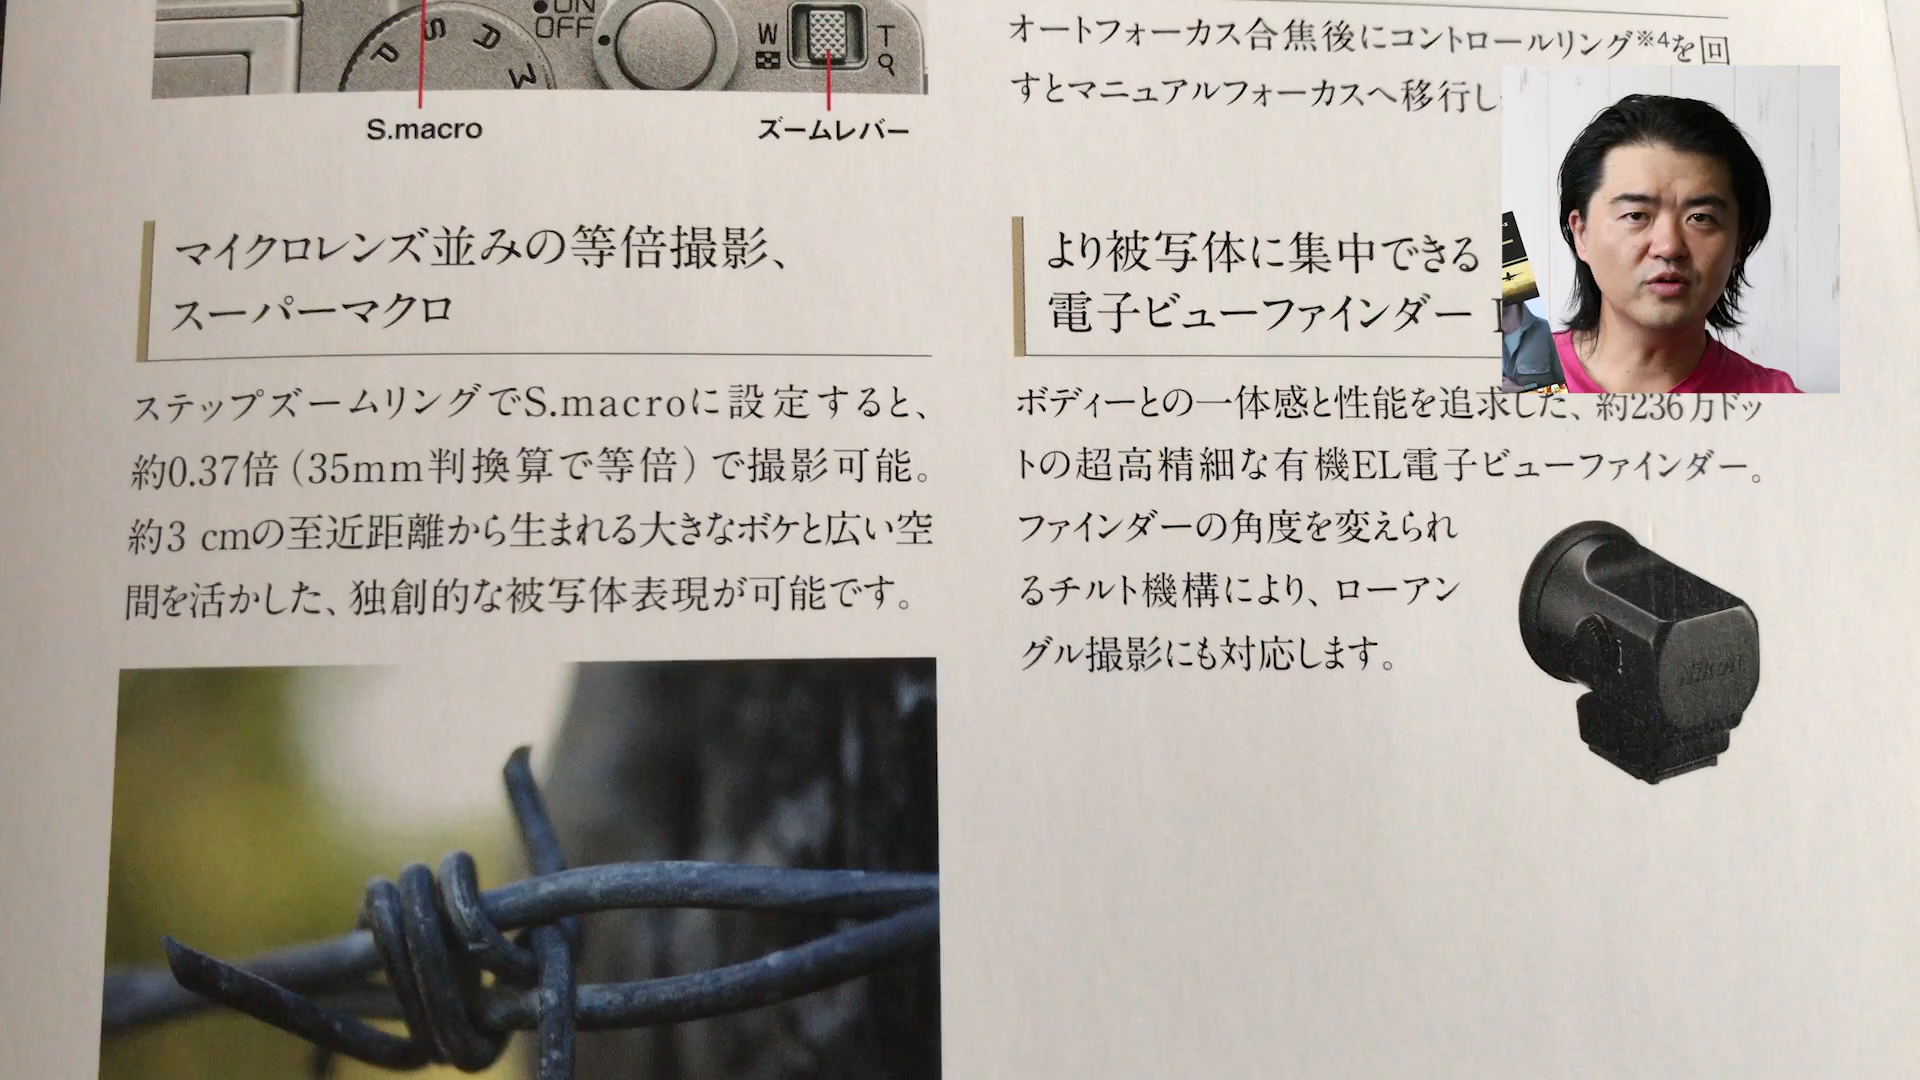 ON
OFF
P
S
A
M
W
T
S.macro
ズームレバー
マイクロレンズ並みの等倍撮影、
スーパーマクロ
ステップズームリングでS.macroに設定すると、
約0.37倍（35mm判換算で等倍）で撮影可能。
約3 cmの至近距離から生まれる大きなボケと広い空
間を活かした、独創的な被写体表現が可能です。
オートフォーカス合焦後にコントロールリング※4を回
すとマニュアルフォーカスへ移行し
より被写体に集中できる
電子ビューファインダー
ボディーとの一体感と性能を追求した、約236万ドッ
トの超高精細な有機EL電子ビューファインダー。
ファインダーの角度を変えられ
るチルト機構により、ローアン
グル撮影にも対応します。
Nikon